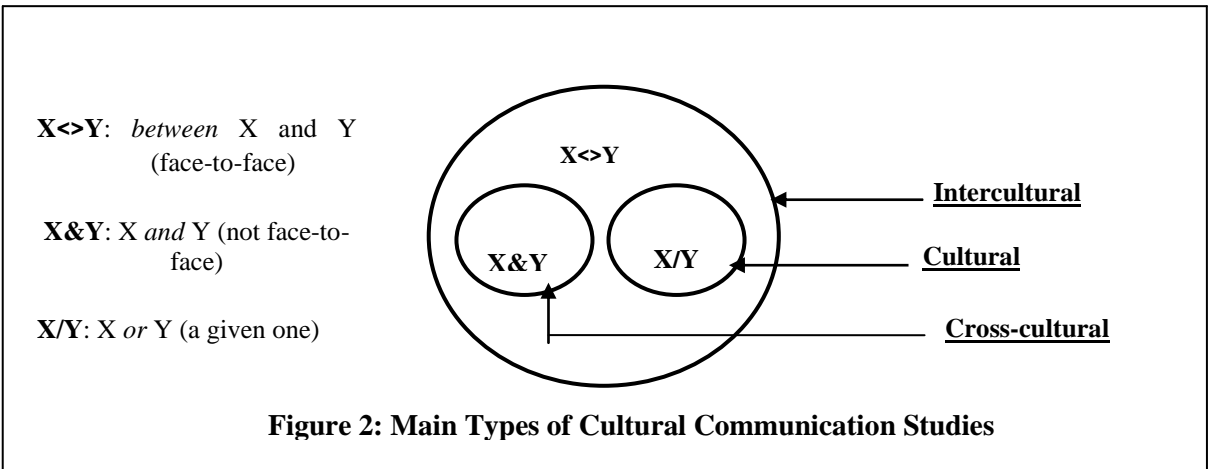 X<>Y: between X and Y
(face-to-face)
X&Y: X and Y (not face-to-
face)
X/Y: X or Y (a given one)
X<>Y
X&Y
X/Y
Intercultural
Cultural
Cross-cultural
Figure 2: Main Types of Cultural Communication Studies